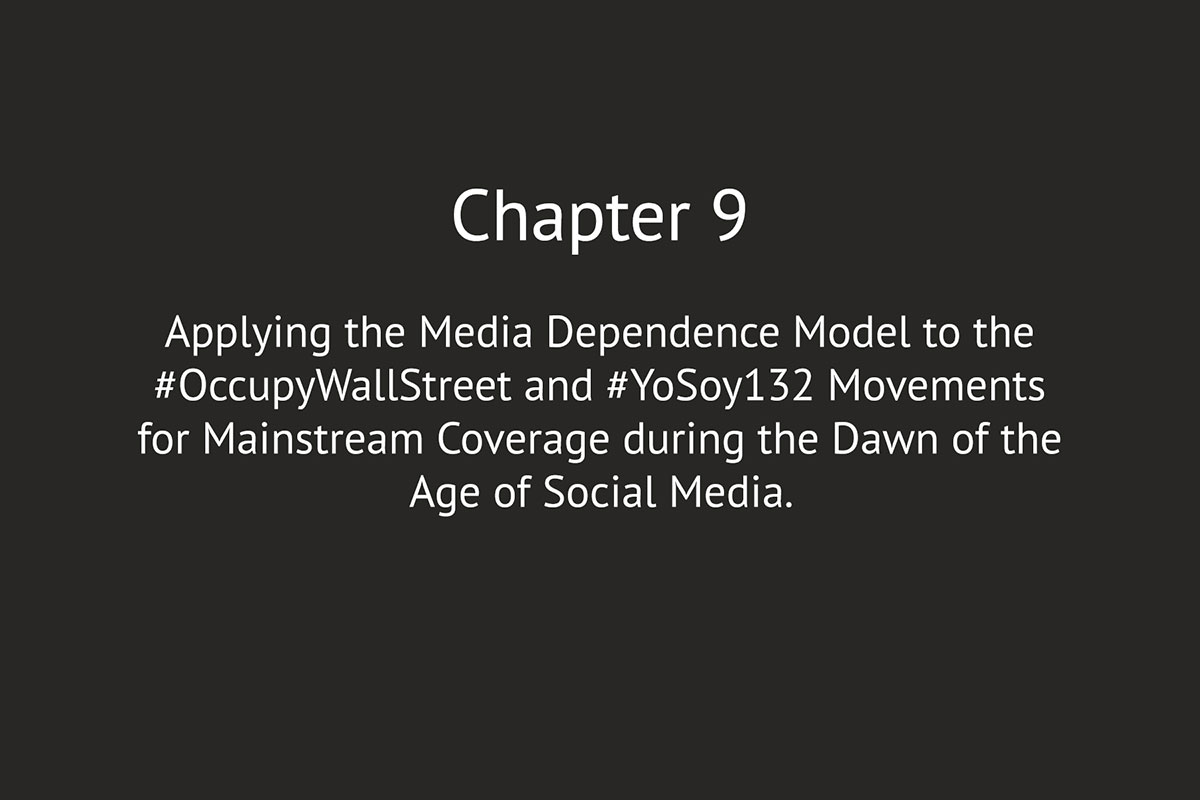 Chapter 9
Applying the Media Dependence Model to the
#OccupyWallStreet and #YoSoy132 Movements
for Mainstream Coverage during the Dawn of the
Age of Social Media.